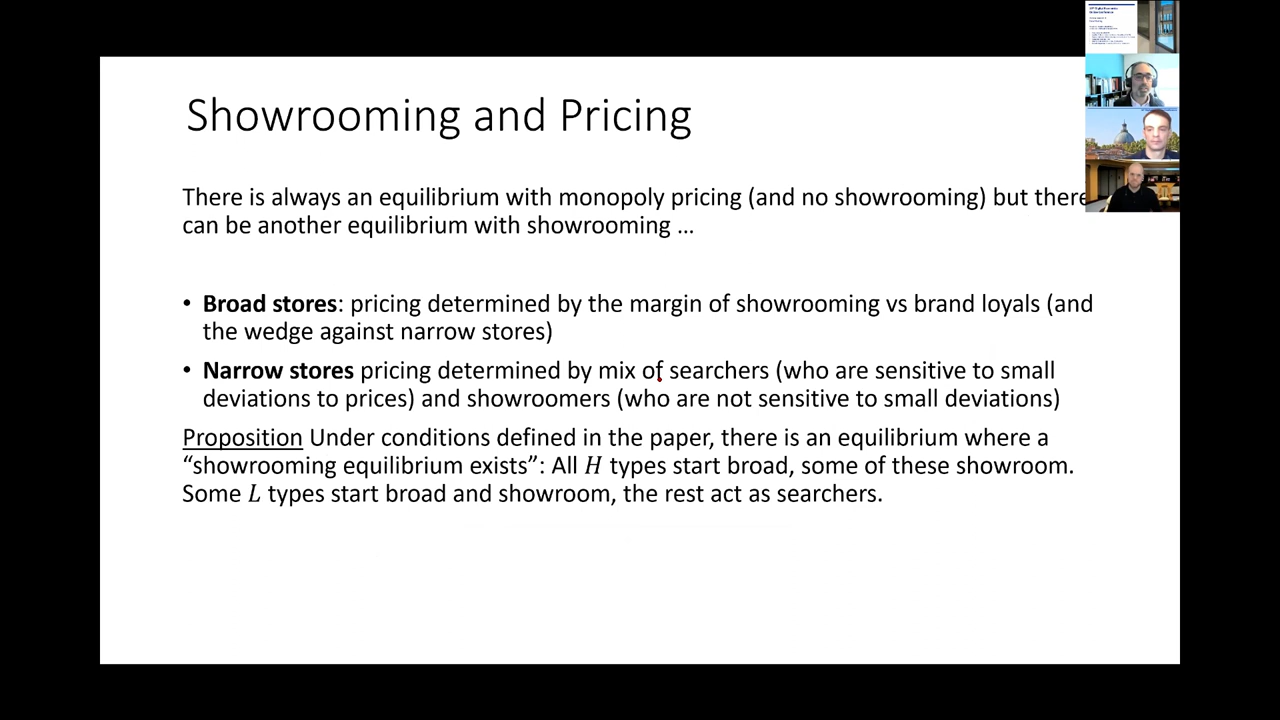 Showrooming and Pricing
There is always an equilibrium with monopoly pricing (and no showrooming) but there
can be another equilibrium with showrooming ...
• Broad stores: pricing determined by the margin of showrooming vs brand loyals (and
the wedge against narrow stores)
• Narrow stores pricing determined by mix of searchers (who are sensitive to small
deviations to prices) and showroomers (who are not sensitive to small deviations)
Proposition Under conditions defined in the paper, there is an equilibrium where a
“showrooming equilibrium exists”: All H types start broad, some of these showroom.
Some L types start broad and showroom, the rest act as searchers.